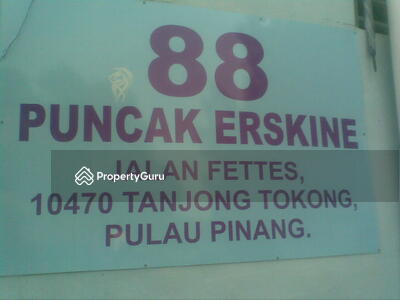 88
PUNCAK ERSKINE
JALAN FETTES,
PropertyGuru
10470 TANJONG TOKONG,
PULAU PINANG.